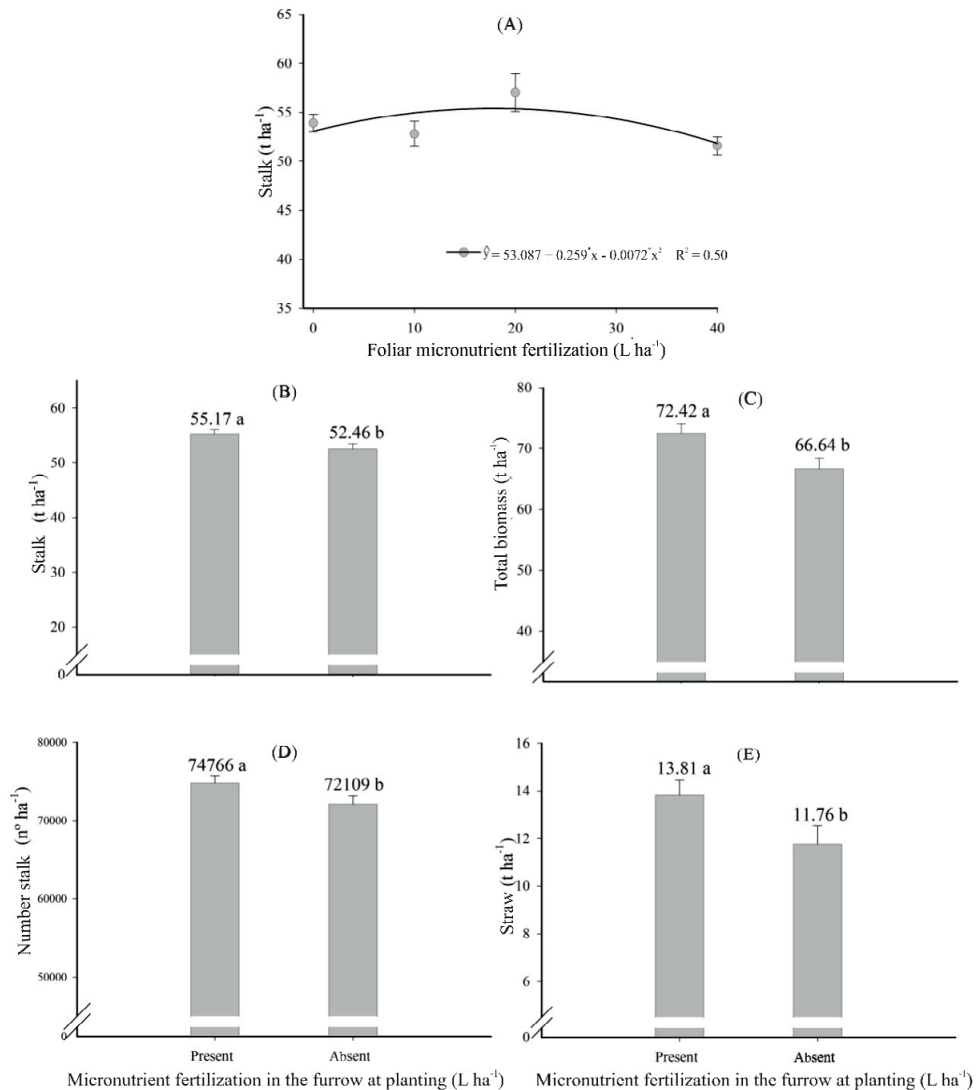 (A)
65
60
55
50
45
40
35
Stalk (t ha⁻¹)
ŷ = 53.087 − 0.259*x - 0.0072*x² R² = 0.50
0 10 20 30 40
Foliar micronutrient fertilization (L ha⁻¹)
(B)
60
50
40
30
20
0
Stalk (t ha⁻¹)
55.17 a
52.46 b
(C)
80
70
60
50
40
Total biomass (t ha⁻¹)
72.42 a
66.64 b
(D)
80000
70000
60000
50000
0
Number stalk (nº ha⁻¹)
74766 a
72109 b
Present Absent
Micronutrient fertilization in the furrow at planting (L ha⁻¹)
(E)
16
14
12
10
8
6
0
Straw (t ha⁻¹)
13.81 a
11.76 b
Present Absent
Micronutrient fertilization in the furrow at planting (L ha⁻¹)